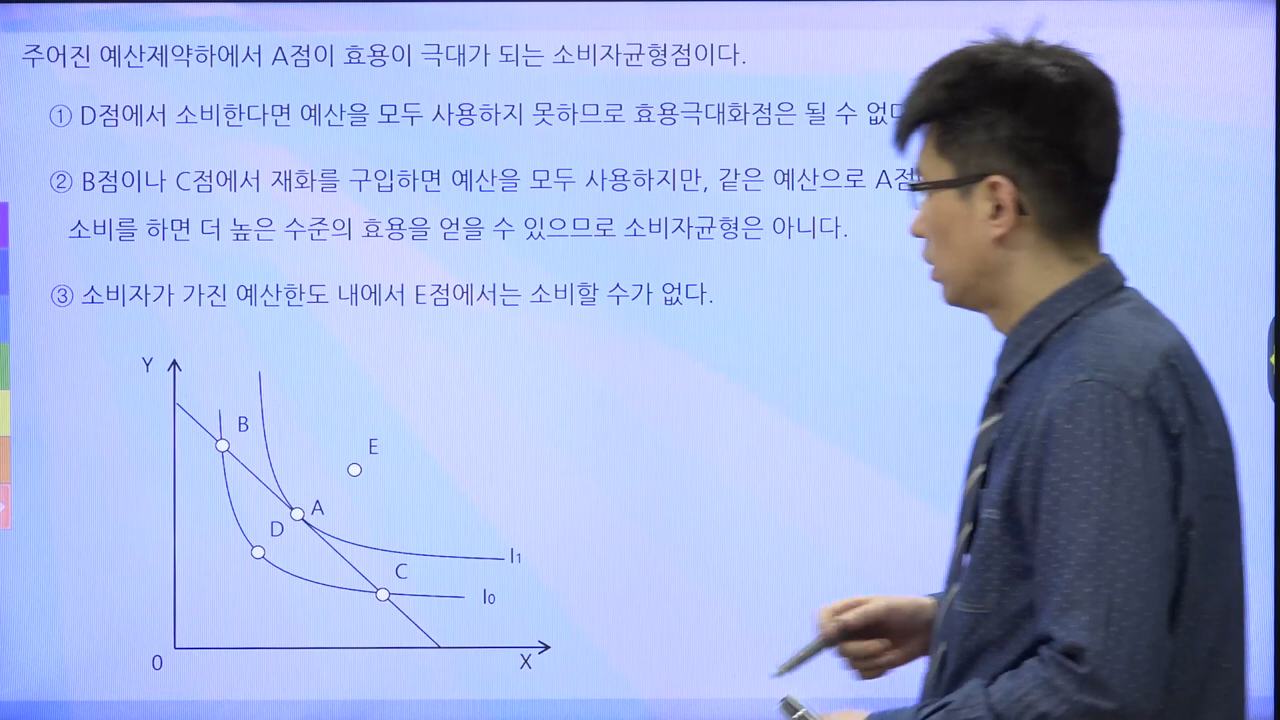 주어진 예산제약하에서 A점이 효용이 극대가 되는 소비자균형점이다.
① D점에서 소비한다면 예산을 모두 사용하지 못하므로 효용극대화점은 될 수
② B점이나 C점에서 재화를 구입하면 예산을 모두 사용하지만, 같은 예산으로
소비를 하면 더 높은 수준의 효용을 얻을 수 있으므로 소비자균형은 아니다.
③ 소비자가 가진 예산한도 내에서 E점에서는 소비할 수가 없다.
Y
B
E
A
D
I₁
C
I₀
0
X